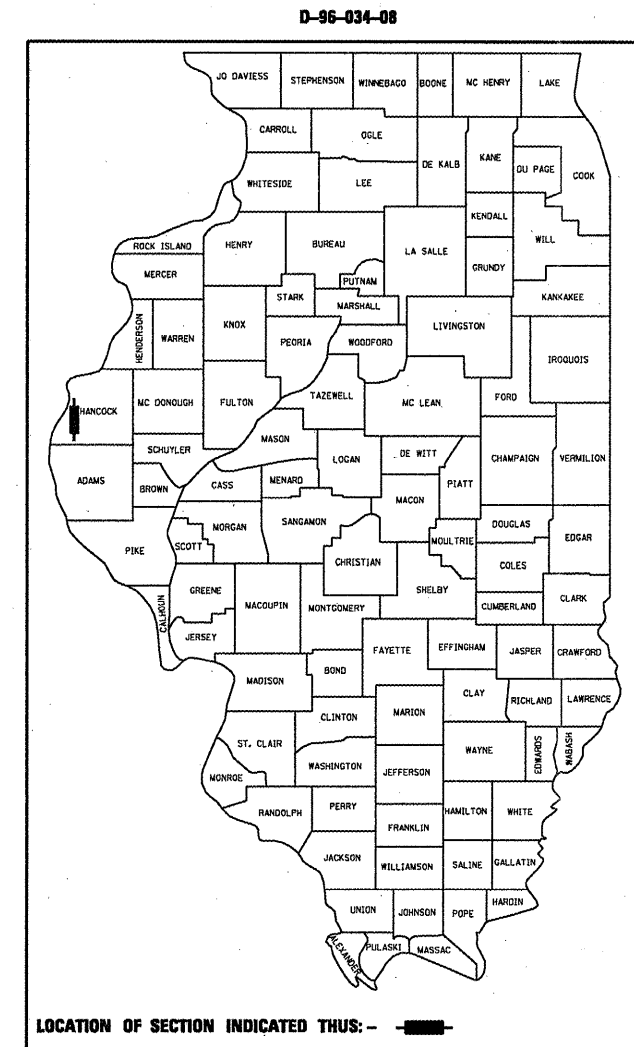 D-96-034-08
JO DAVIESS STEPHENSON WINNEBAGO BOONE MC HENRY LAKE
CARROLL OGLE
DE KALB KANE DU PAGE COOK
WHITESIDE LEE
KENDALL
ROCK ISLAND HENRY BUREAU LA SALLE WILL
MERCER PUTNAM GRUNDY
STARK MARSHALL KANKAKEE
HENDERSON WARREN KNOX PEORIA WOODFORD LIVINGSTON IROQUOIS
HANCOCK MC DONOUGH FULTON TAZEWELL MC LEAN FORD
MASON
SCHUYLER LOGAN DE WITT CHAMPAIGN VERMILION
ADAMS BROWN CASS MENARD PIATT
MACON
MORGAN SANGAMON DOUGLAS EDGAR
PIKE SCOTT CHRISTIAN MOULTRIE
COLES
CALHOUN GREENE MACOUPIN MONTGOMERY SHELBY CUMBERLAND CLARK
JERSEY
FAYETTE EFFINGHAM JASPER CRAWFORD
MADISON BOND
CLAY RICHLAND LAWRENCE
CLINTON MARION
ST. CLAIR WAYNE EDWARDS WABASH
WASHINGTON JEFFERSON
MONROE
RANDOLPH PERRY HAMILTON WHITE
FRANKLIN
JACKSON WILLIAMSON SALINE GALLATIN
UNION JOHNSON POPE HARDIN
ALEXANDER PULASKI MASSAC
LOCATION OF SECTION INDICATED THUS: -